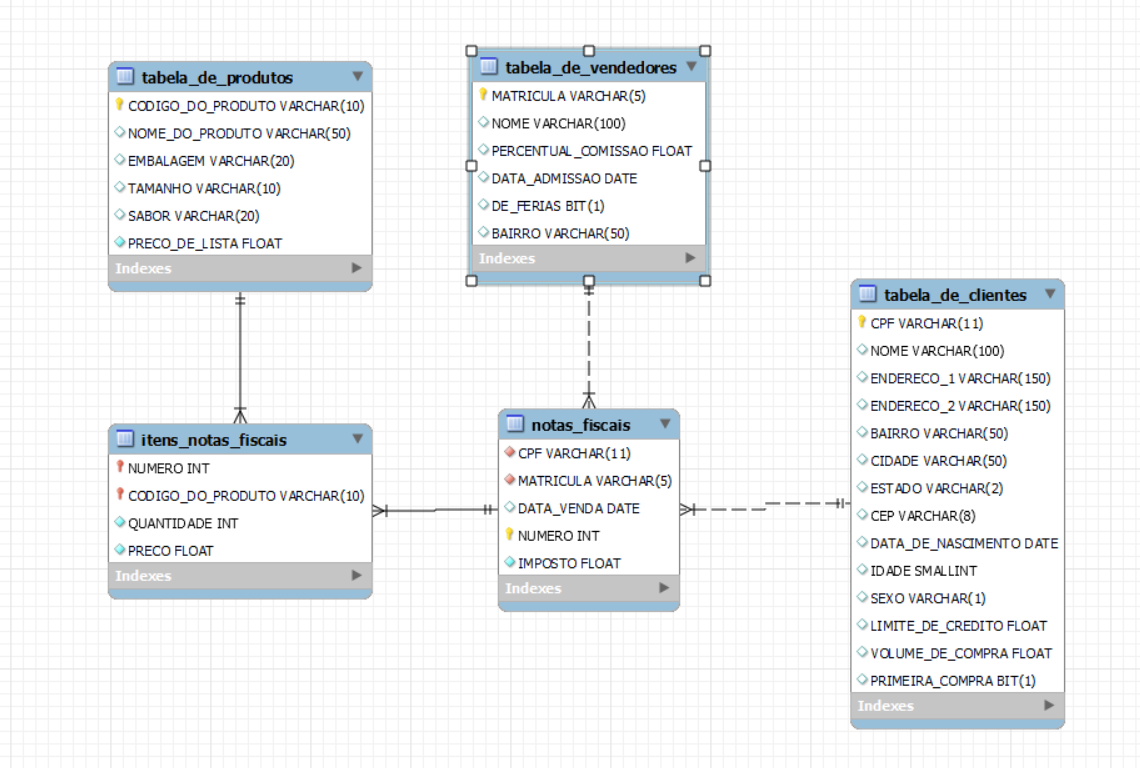 tabela_de_produtos
CODIGO_DO_PRODUTO VARCHAR(10)
NOME_DO_PRODUTO VARCHAR(50)
EMBALAGEM VARCHAR(20)
TAMANHO VARCHAR(10)
SABOR VARCHAR(20)
PRECO_DE_LISTA FLOAT
Indexes
tabela_de_vendedores
MATRICULA VARCHAR(5)
NOME VARCHAR(100)
PERCENTUAL_COMISSAO FLOAT
DATA_ADMISSAO DATE
DE_FERIAS BIT(1)
BAIRRO VARCHAR(50)
Indexes
tabela_de_clientes
CPF VARCHAR(11)
NOME VARCHAR(100)
ENDERECO_1 VARCHAR(150)
ENDERECO_2 VARCHAR(150)
BAIRRO VARCHAR(50)
CIDADE VARCHAR(50)
ESTADO VARCHAR(2)
CEP VARCHAR(8)
DATA_DE_NASCIMENTO DATE
IDADE SMALLINT
SEXO VARCHAR(1)
LIMITE_DE_CREDITO FLOAT
VOLUME_DE_COMPRA FLOAT
PRIMEIRA_COMPRA BIT(1)
Indexes
itens_notas_fiscais
NUMERO INT
CODIGO_DO_PRODUTO VARCHAR(10)
QUANTIDADE INT
PRECO FLOAT
Indexes
notas_fiscais
CPF VARCHAR(11)
MATRICULA VARCHAR(5)
DATA_VENDA DATE
NUMERO INT
IMPOSTO FLOAT
Indexes